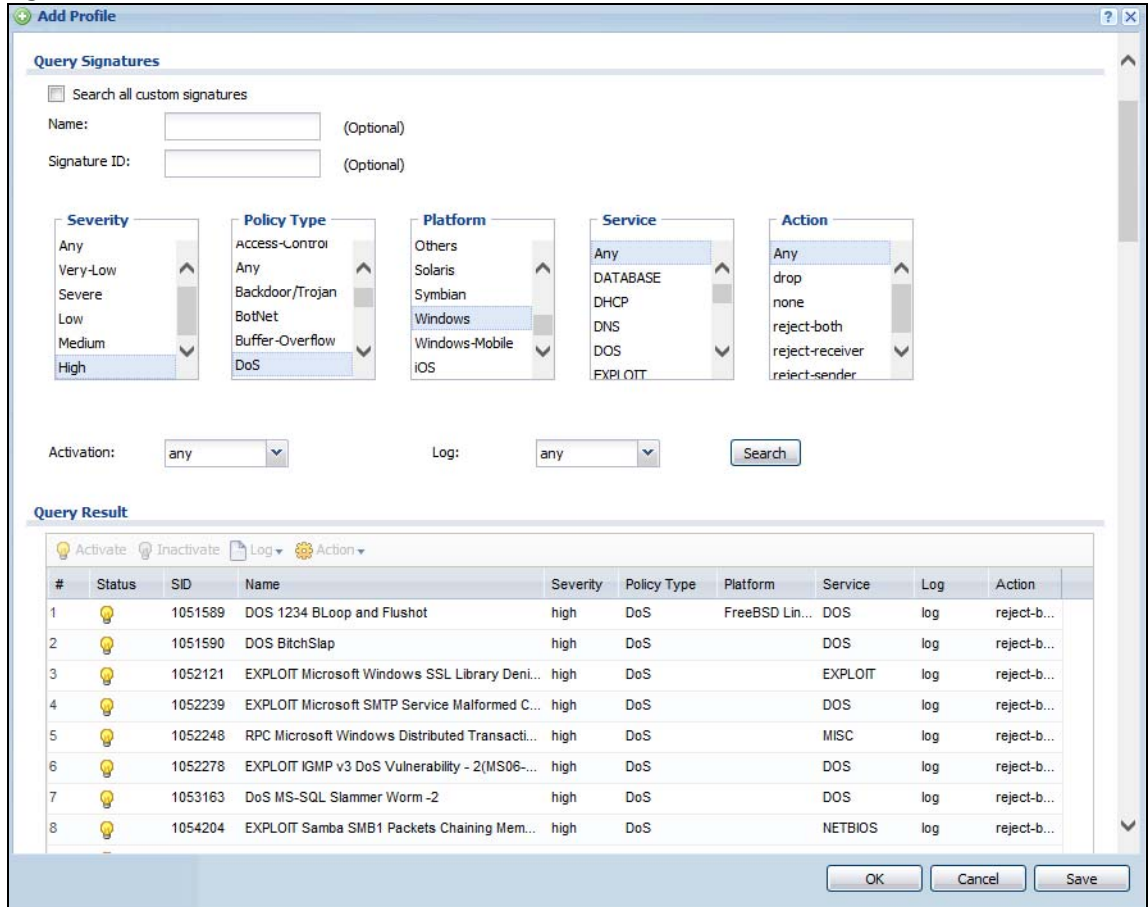 Add Profile
Query Signatures
Search all custom signatures
Name: (Optional)
Signature ID: (Optional)
Severity
Any
Very-Low
Severe
Low
Medium
High
Policy Type
Access-Control
Any
Backdoor/Trojan
BotNet
Buffer-Overflow
DoS
Platform
Others
Solaris
Symbian
Windows
Windows-Mobile
iOS
Service
Any
DATABASE
DHCP
DNS
DOS
EXPLOIT
Action
Any
drop
none
reject-both
reject-receiver
reject-sender
Activation: any Log: any Search
Query Result
Activate Inactivate Log Action
# Status SID Name Severity Policy Type Platform Service Log Action
1 1051589 DOS 1234 BLoop and Flushot high DoS FreeBSD Lin... DOS log reject-b...
2 1051590 DOS BitchSlap high DoS DOS log reject-b...
3 1052121 EXPLOIT Microsoft Windows SSL Library Deni... high DoS EXPLOIT log reject-b...
4 1052239 EXPLOIT Microsoft SMTP Service Malformed C... high DoS DOS log reject-b...
5 1052248 RPC Microsoft Windows Distributed Transacti... high DoS MISC log reject-b...
6 1052278 EXPLOIT IGMP v3 DoS Vulnerability - 2(MS06-... high DoS DOS log reject-b...
7 1053163 DoS MS-SQL Slammer Worm -2 high DoS DOS log reject-b...
8 1054204 EXPLOIT Samba SMB1 Packets Chaining Mem... high DoS NETBIOS log reject-b...
OK Cancel Save